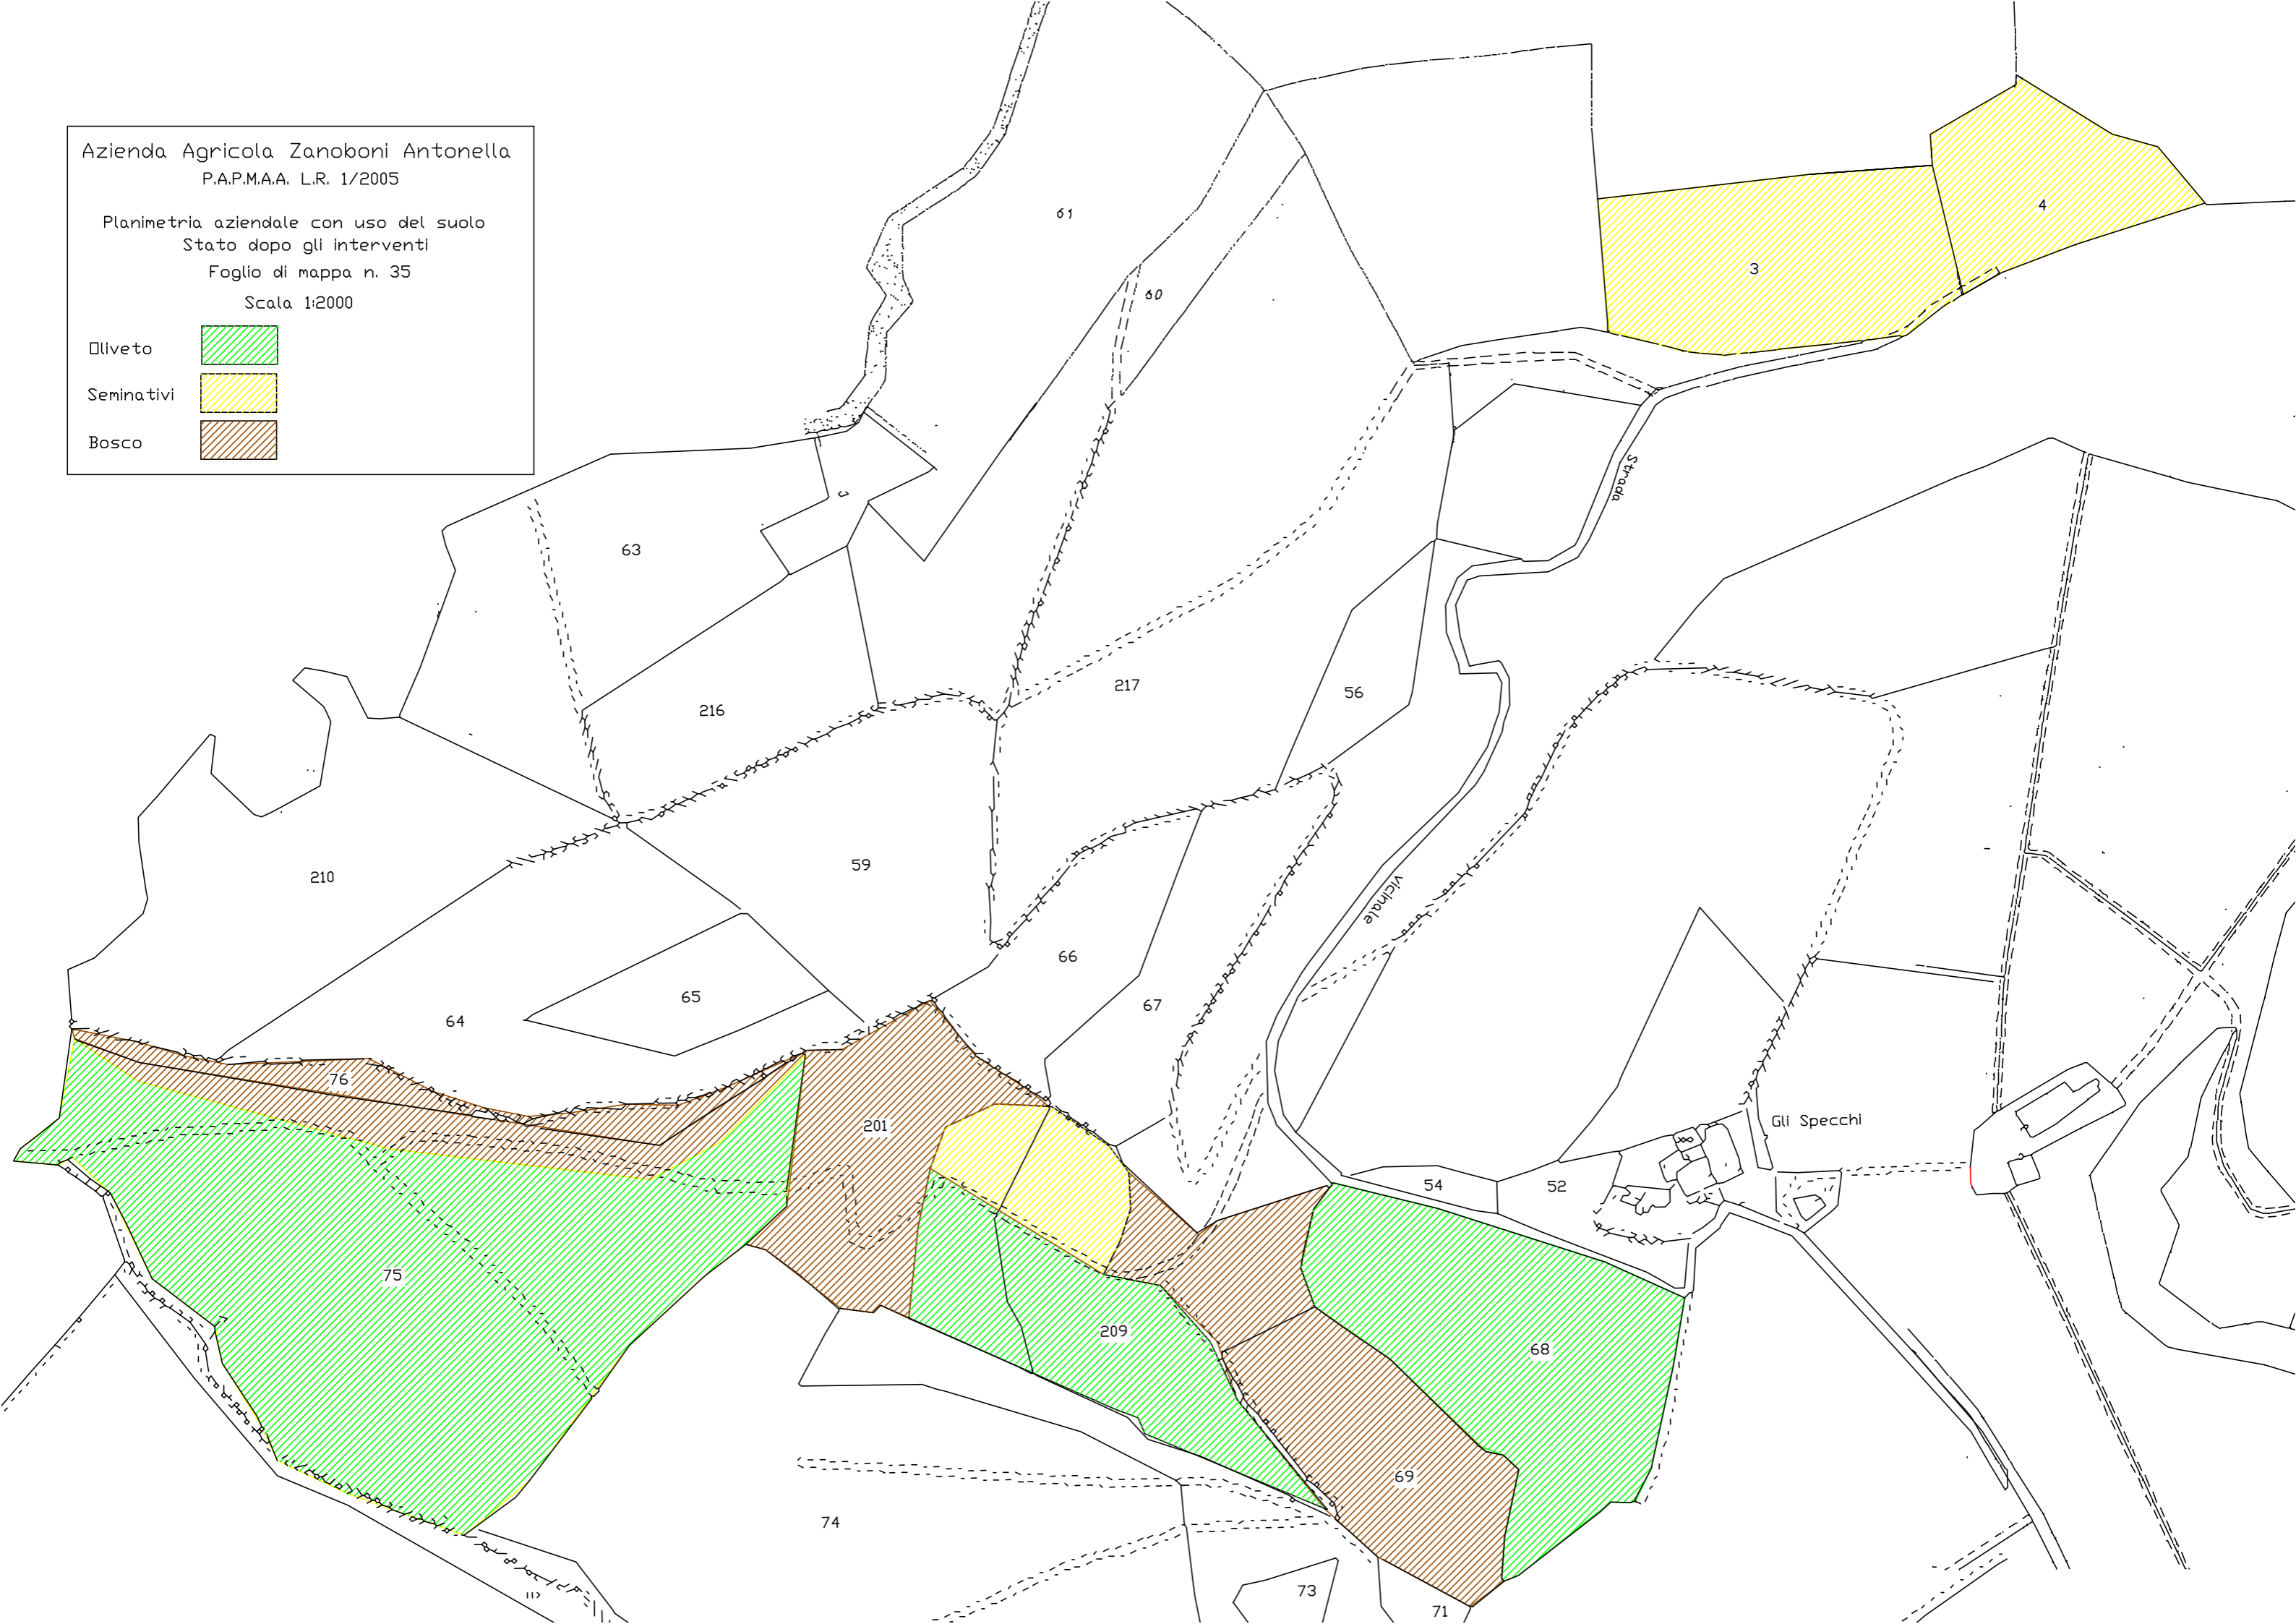 Azienda Agricola Zanoboni Antonella
P.A.P.M.A.A. L.R. 1/2005
Planimetria aziendale con uso del suolo
Stato dopo gli interventi
Foglio di mappa n. 35
Scala 1:2000
Oliveto
Seminativi
Bosco
61
4
3
60
Strada
63
217
56
216
59
210
vicinale
66
65
67
64
76
Gli Specchi
201
54
52
75
209
68
69
74
73
71